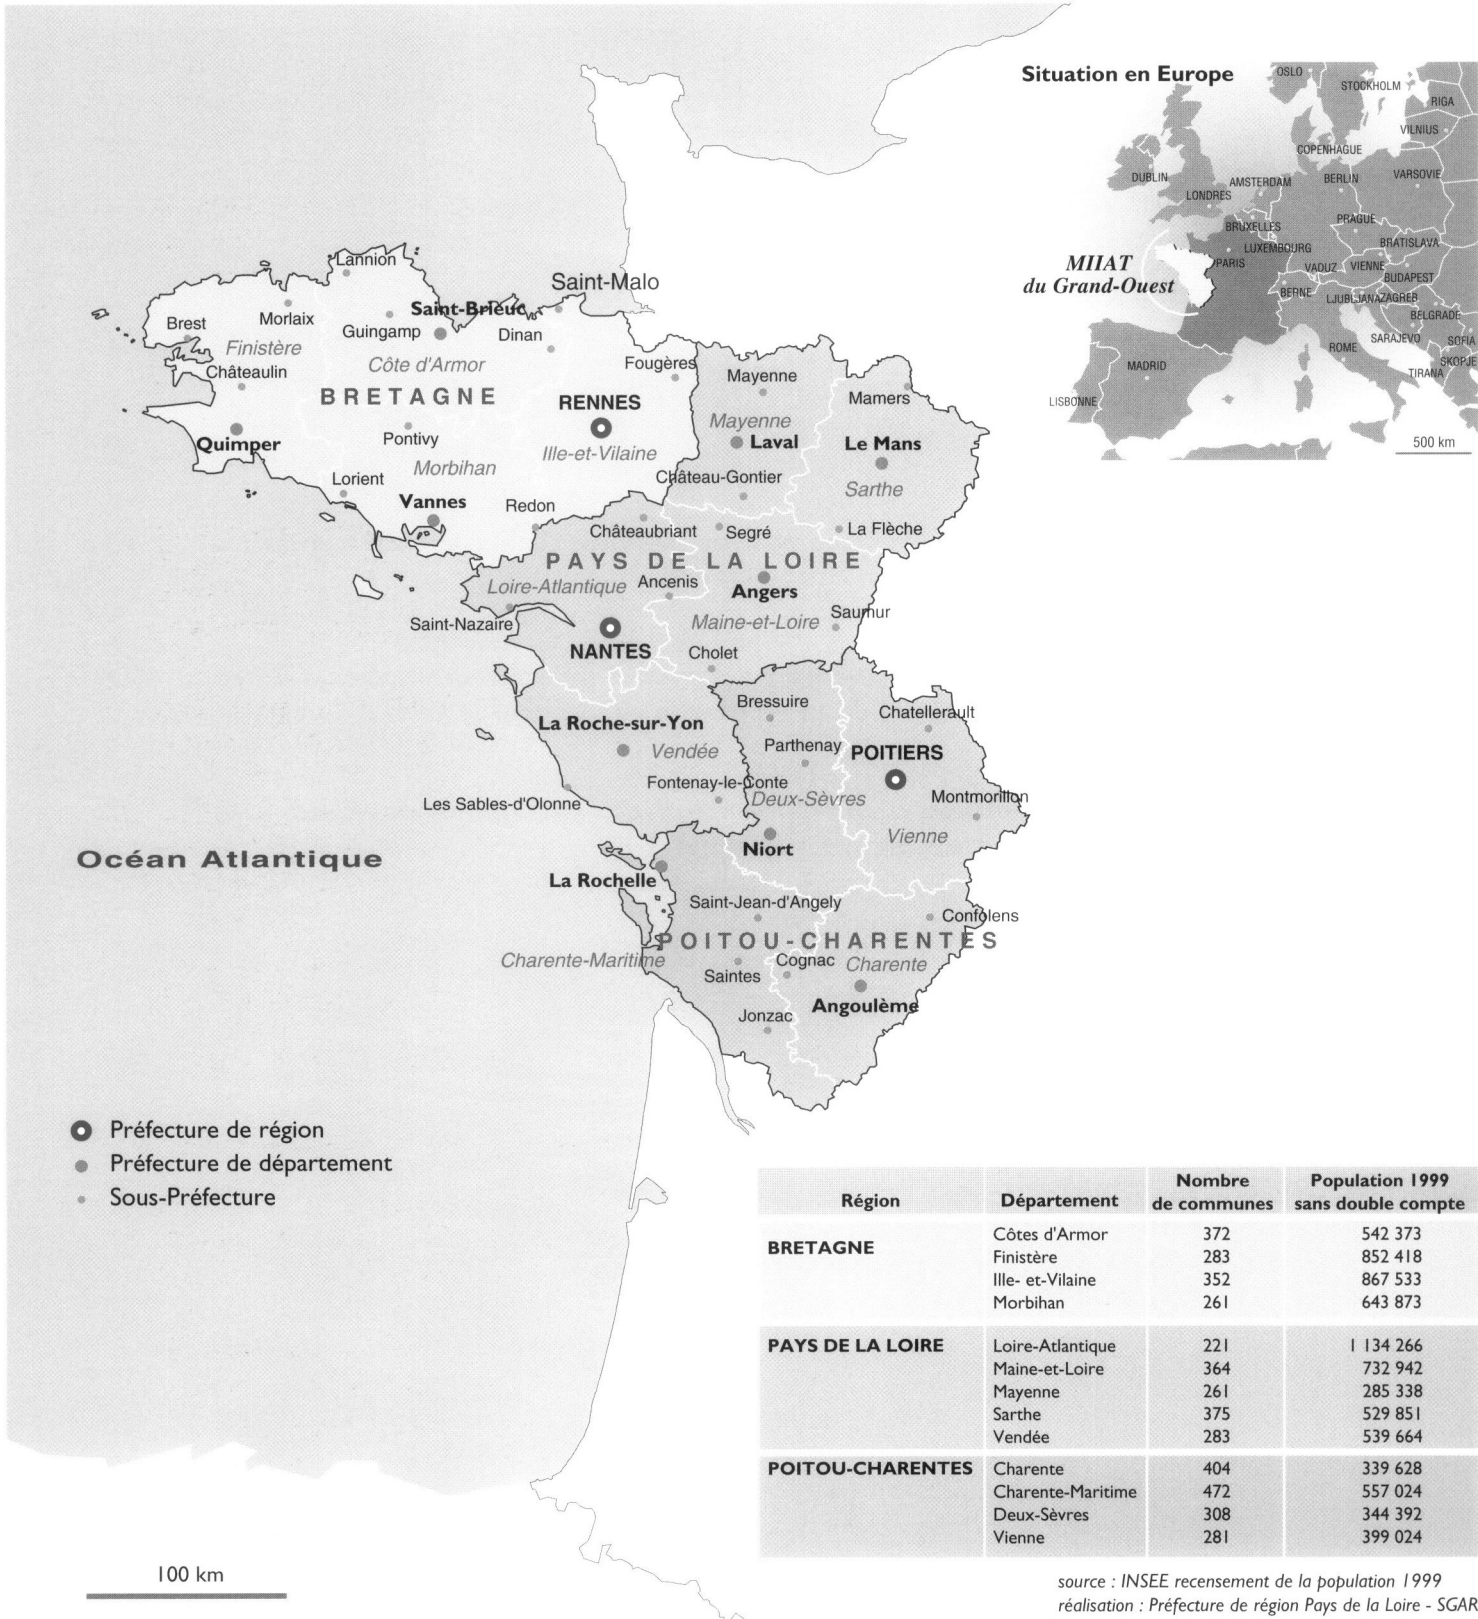 Situation en Europe
OSLO
STOCKHOLM
RIGA
VILNIUS
COPENHAGUE
DUBLIN
AMSTERDAM
BERLIN
VARSOVIE
LONDRES
BRUXELLES
PRAGUE
LUXEMBOURG
BRATISLAVA
PARIS
VADUZ
VIENNE
BUDAPEST
BERNE
LJUBLJANA
ZAGREB
BELGRADE
SARAJEVO
SOFIA
ROME
SKOPJE
TIRANA
MADRID
LISBONNE
MIIAT
du Grand-Ouest
500 km
Lannion
Saint-Malo
Saint-Brieuc
Brest
Morlaix
Guingamp
Dinan
Finistère
Côte d'Armor
Fougères
Châteaulin
BRETAGNE
RENNES
Mayenne
Mamers
Mayenne
Quimper
Pontivy
Laval
Le Mans
Ille-et-Vilaine
Morbihan
Lorient
Château-Gontier
Sarthe
Vannes
Redon
Châteaubriant
Segré
La Flèche
PAYS DE LA LOIRE
Loire-Atlantique
Ancenis
Angers
Saint-Nazaire
Maine-et-Loire
Saumur
NANTES
Cholet
Bressuire
Chatellerault
La Roche-sur-Yon
Vendée
Parthenay
POITIERS
Fontenay-le-Conte
Les Sables-d'Olonne
Deux-Sèvres
Montmorillon
Vienne
Niort
Océan Atlantique
La Rochelle
Saint-Jean-d'Angely
Confolens
POITOU-CHARENTES
Charente-Maritime
Cognac
Charente
Saintes
Angoulème
Jonzac
Préfecture de région
Préfecture de département
Sous-Préfecture
100 km
Région Département Nombre de communes Population 1999 sans double compte
BRETAGNE
Côtes d'Armor 372 542 373
Finistère 283 852 418
Ille- et-Vilaine 352 867 533
Morbihan 261 643 873
PAYS DE LA LOIRE Loire-Atlantique 221 1 134 266
Maine-et-Loire 364 732 942
Mayenne 261 285 338
Sarthe 375 529 851
Vendée 283 539 664
POITOU-CHARENTES Charente 404 339 628
Charente-Maritime 472 557 024
Deux-Sèvres 308 344 392
Vienne 281 399 024
source : INSEE recensement de la population 1999
réalisation : Préfecture de région Pays de la Loire - SGAR